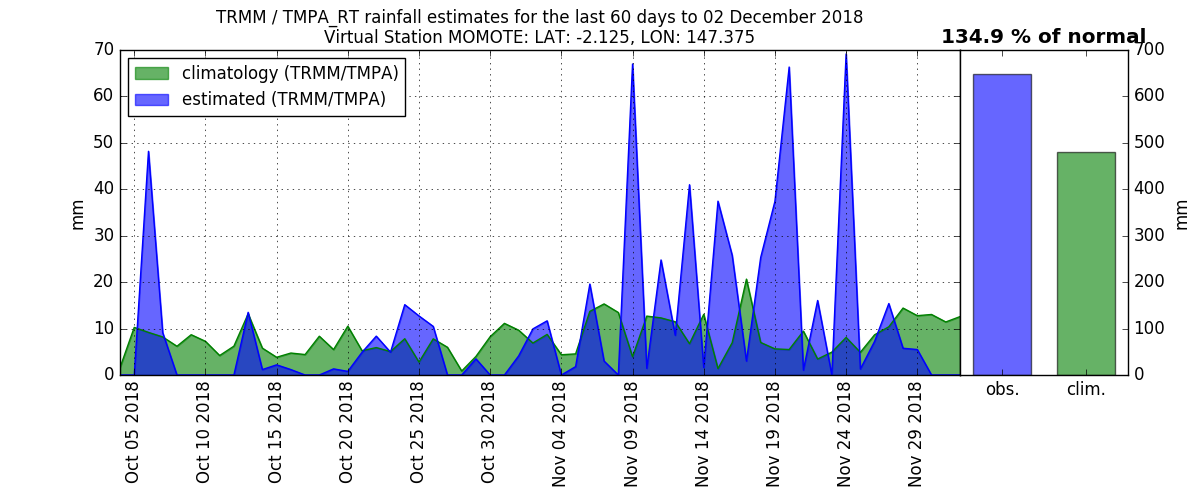 TRMM / TMPA_RT rainfall estimates for the last 60 days to 02 December 2018
Virtual Station MOMOTE: LAT: -2.125, LON: 147.375
134.9 % of normal
climatology (TRMM/TMPA)
estimated (TRMM/TMPA)
70
60
50
40
30
20
10
0
mm
Oct 05 2018
Oct 10 2018
Oct 15 2018
Oct 20 2018
Oct 25 2018
Oct 30 2018
Nov 04 2018
Nov 09 2018
Nov 14 2018
Nov 19 2018
Nov 24 2018
Nov 29 2018
obs.
clim.
700
600
500
400
300
200
100
0
mm